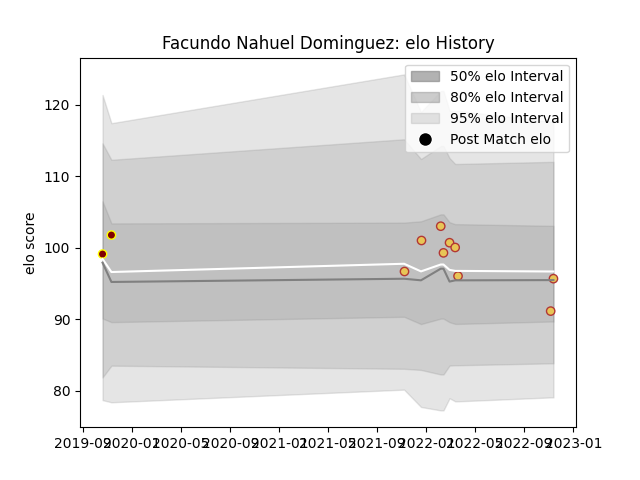 Facundo Nahuel Dominguez: elo History
50% elo Interval
80% elo Interval
95% elo Interval
Post Match elo
elo score
120
110
100
90
80
2019-09 2020-01 2020-05 2020-09 2021-01 2021-05 2021-09 2022-01 2022-05 2022-09 2023-01